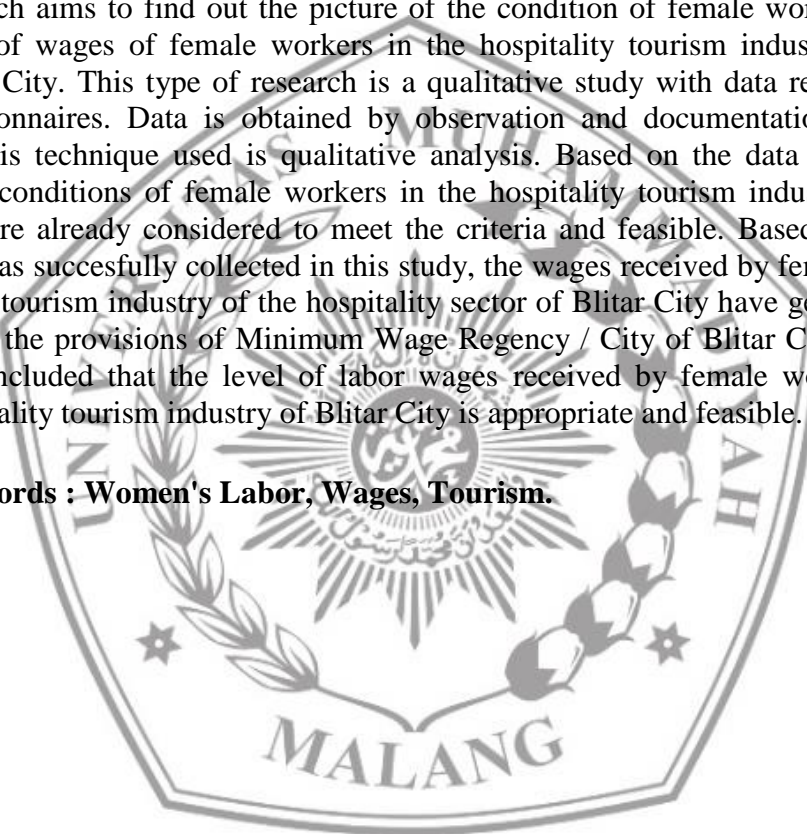 ch aims to find out the picture of the condition of female wor
of wages of female workers in the hospitality tourism indus
City. This type of research is a qualitative study with data re
onnaires. Data is obtained by observation and documentatio
is technique used is qualitative analysis. Based on the data
conditions of female workers in the hospitality tourism indu
re already considered to meet the criteria and feasible. Based
as succesfully collected in this study, the wages received by fer
tourism industry of the hospitality sector of Blitar City have ge
the provisions of Minimum Wage Regency / City of Blitar C
ncluded that the level of labor wages received by female wo
ality tourism industry of Blitar City is appropriate and feasible.
ords : Women's Labor, Wages, Tourism.
UNIVERSITAS MUHAMMADIYAH
MALANG